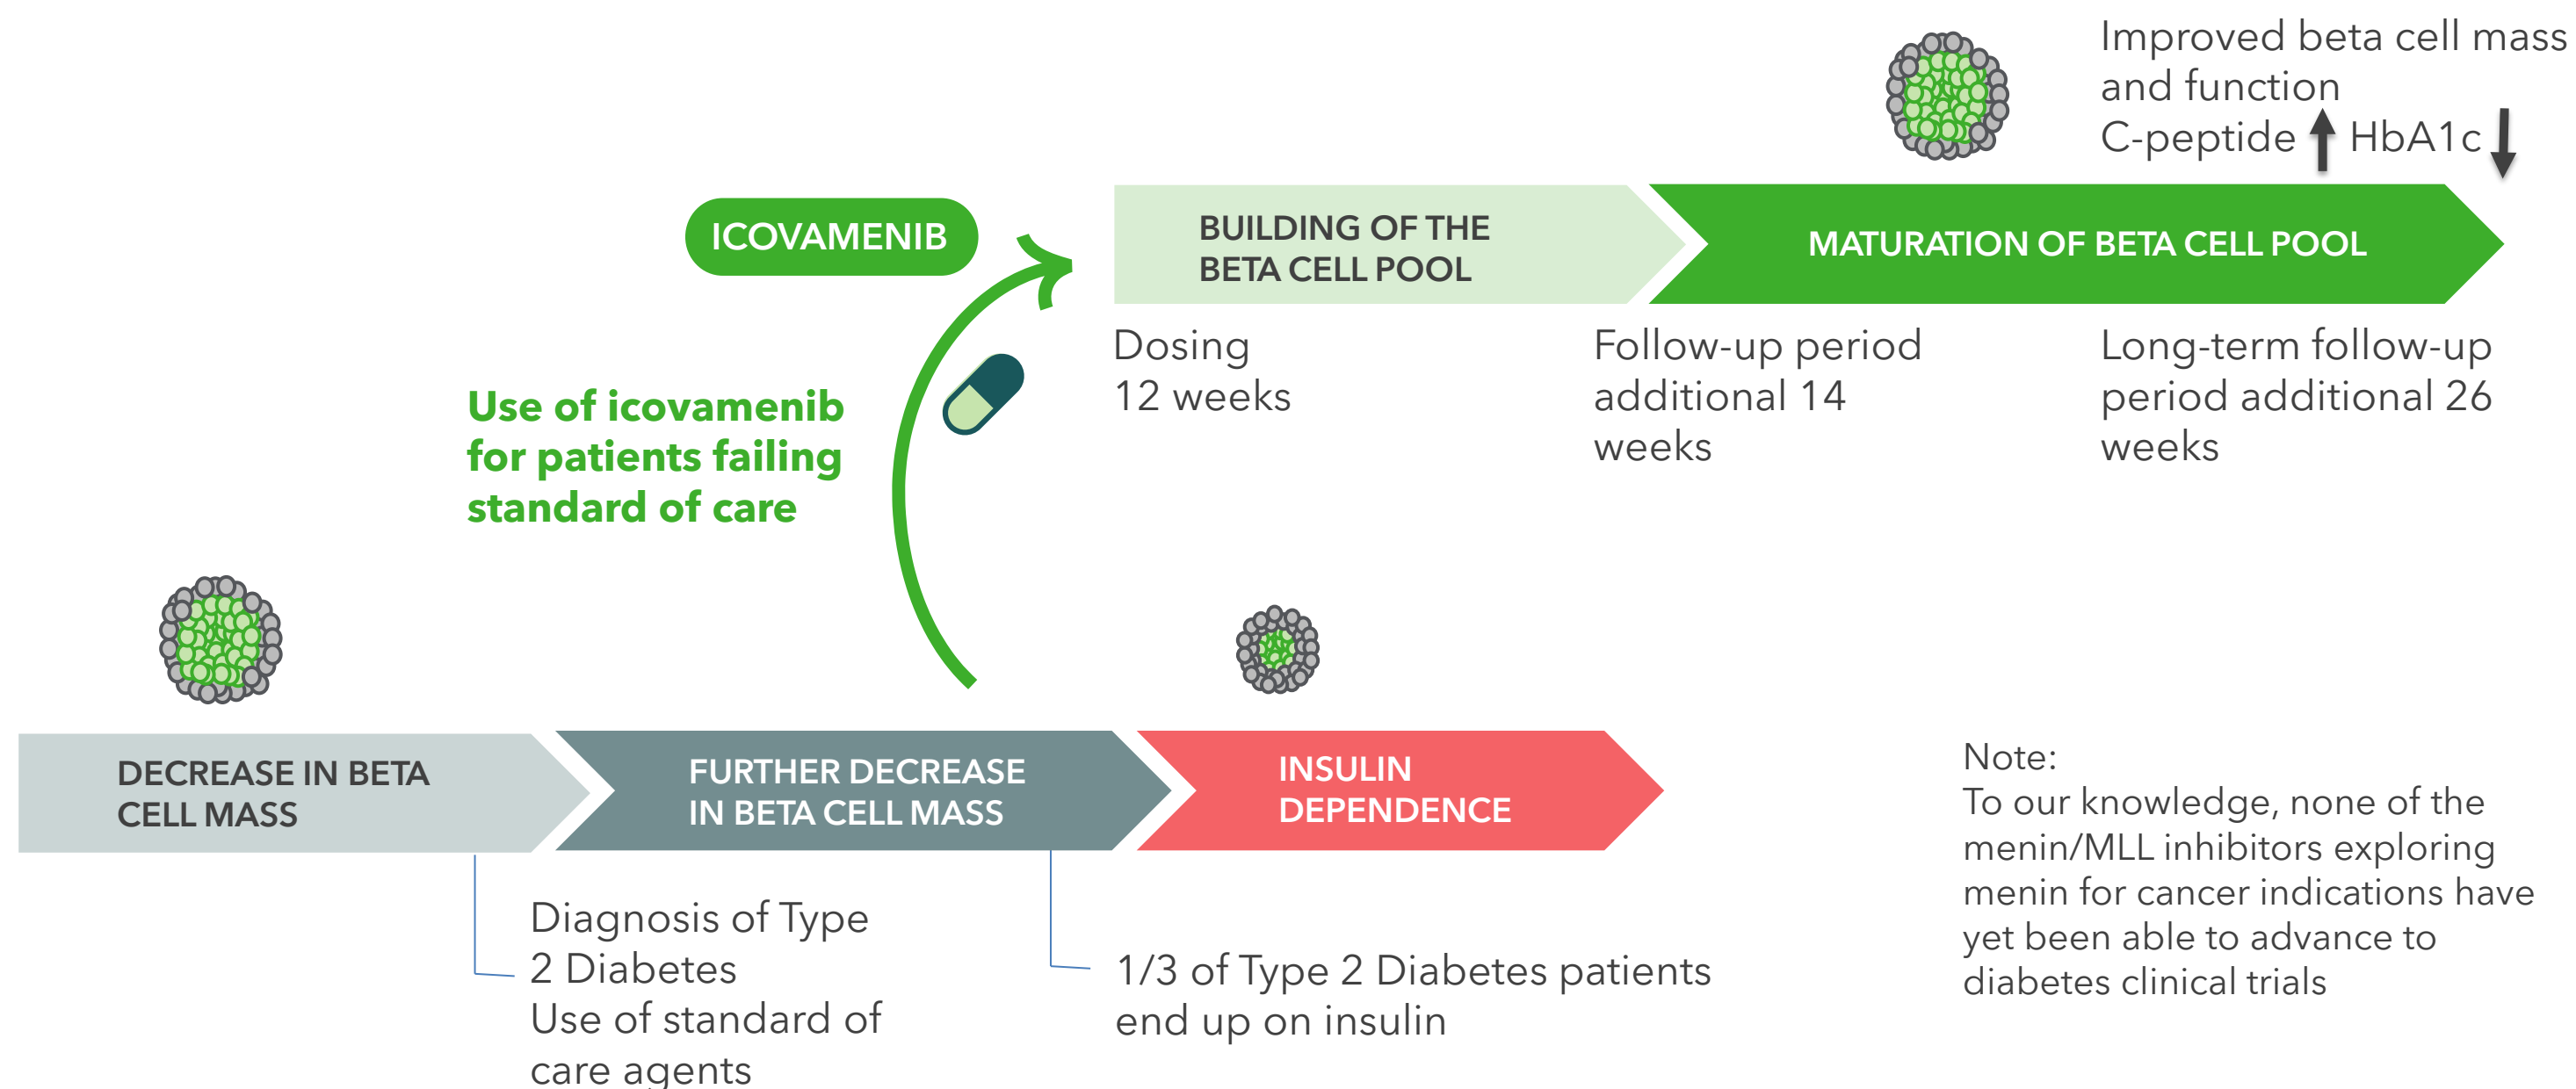 Improved beta cell mass
and function
C-peptide HbA1c
ICOVAMENIB
BUILDING OF THE
BETA CELL POOL
MATURATION OF BETA CELL POOL
Dosing
12 weeks
Follow-up period
additional 14
weeks
Long-term follow-up
period additional 26
weeks
Use of icovamenib
for patients failing
standard of care
DECREASE IN BETA
CELL MASS
FURTHER DECREASE
IN BETA CELL MASS
INSULIN
DEPENDENCE
Diagnosis of Type
2 Diabetes
Use of standard of
care agents
1/3 of Type 2 Diabetes patients
end up on insulin
Note:
To our knowledge, none of the
menin/MLL inhibitors exploring
menin for cancer indications have
yet been able to advance to
diabetes clinical trials